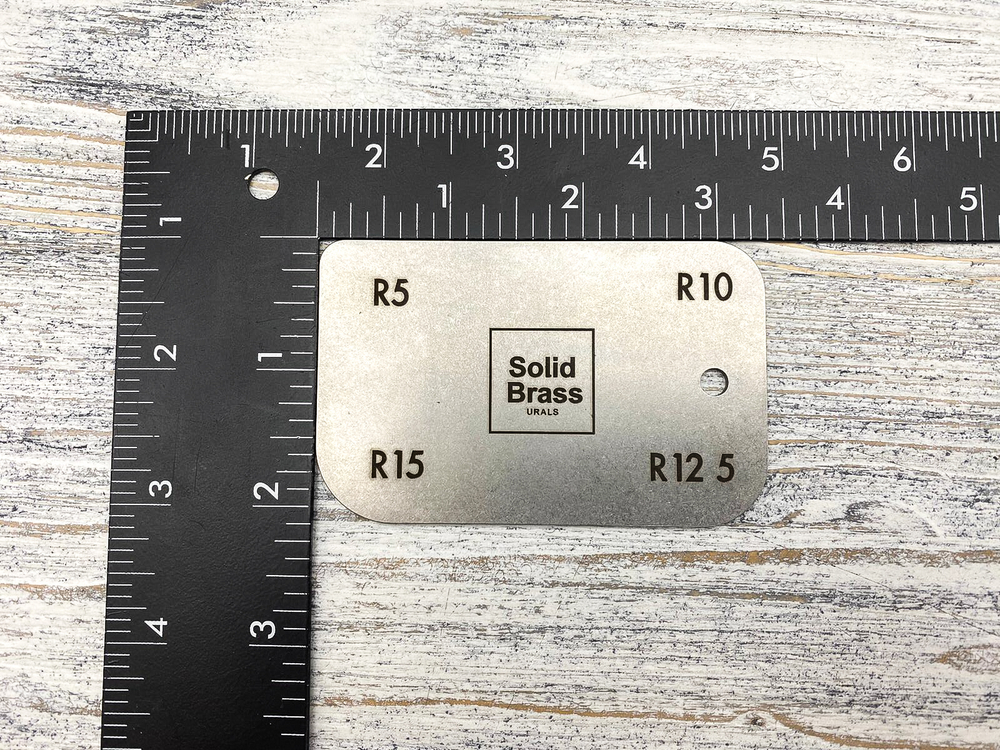 1 2 3 4 5 6
1 2 3 4 5
1
2 1
3 2
4 3
R5 R10
Solid
Brass
URALS
R15 R12 5